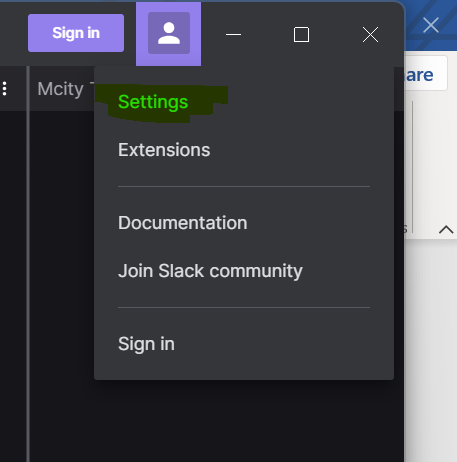 Sign in
are
Mcity
Settings
Extensions
Documentation
Join Slack community
Sign in